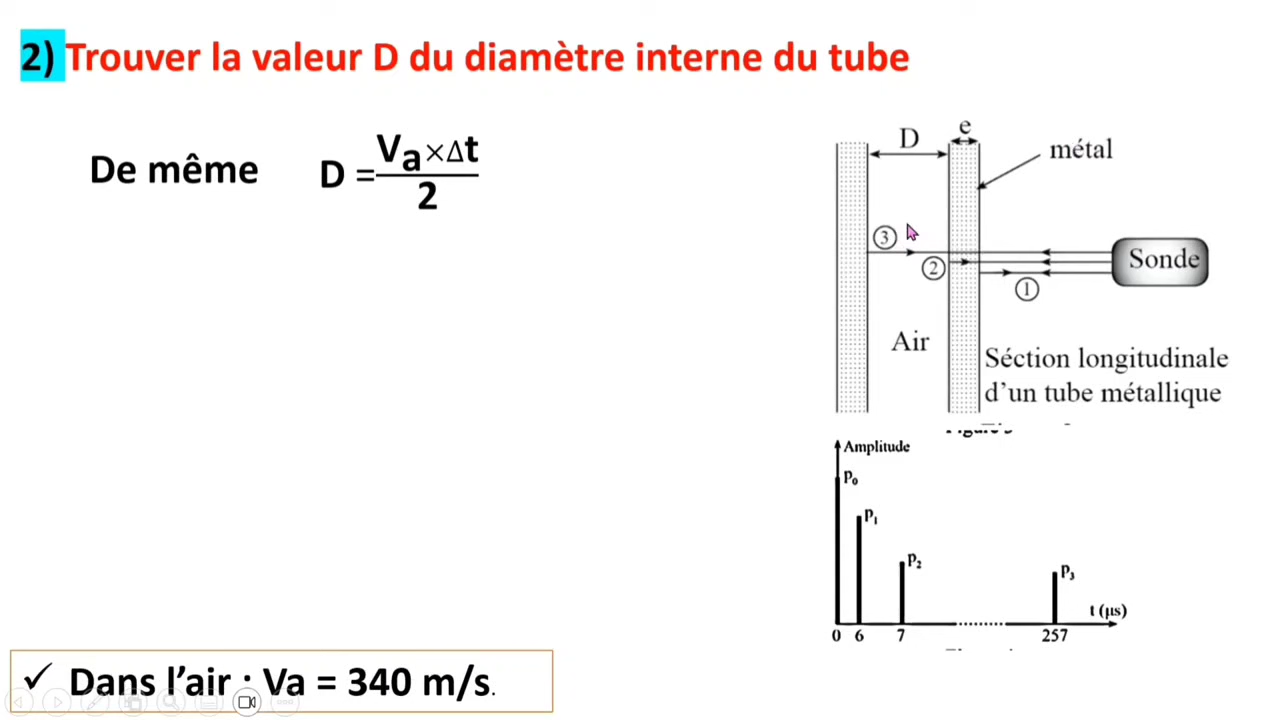 2) Trouver la valeur D du diamètre interne du tube
De même D = Va×Δt / 2
D
e
métal
③
②
①
Sonde
Air
Séction longitudinale
d'un tube métallique
Amplitude
P₀
P₁
P₂
P₃
t (μs)
0 6 7 257
✓ Dans l'air : Va = 340 m/s.